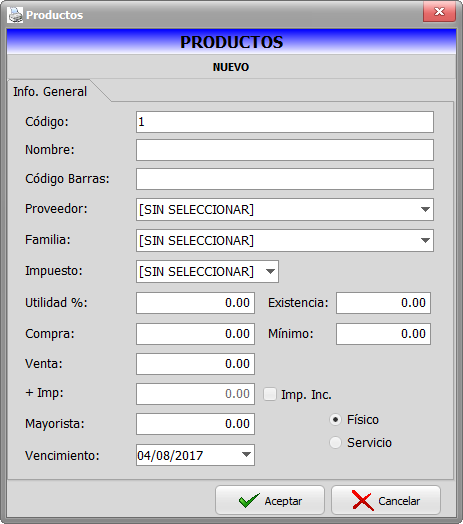 Productos
PRODUCTOS
NUEVO
Info. General
Código: 1
Nombre:
Código Barras:
Proveedor: [SIN SELECCIONAR]
Familia: [SIN SELECCIONAR]
Impuesto: [SIN SELECCIONAR]
Utilidad %: 0.00 Existencia: 0.00
Compra: 0.00 Mínimo: 0.00
Venta: 0.00
+ Imp: 0.00 Imp. Inc.
Mayorista: 0.00 Físico
Servicio
Vencimiento: 04/08/2017
Aceptar Cancelar